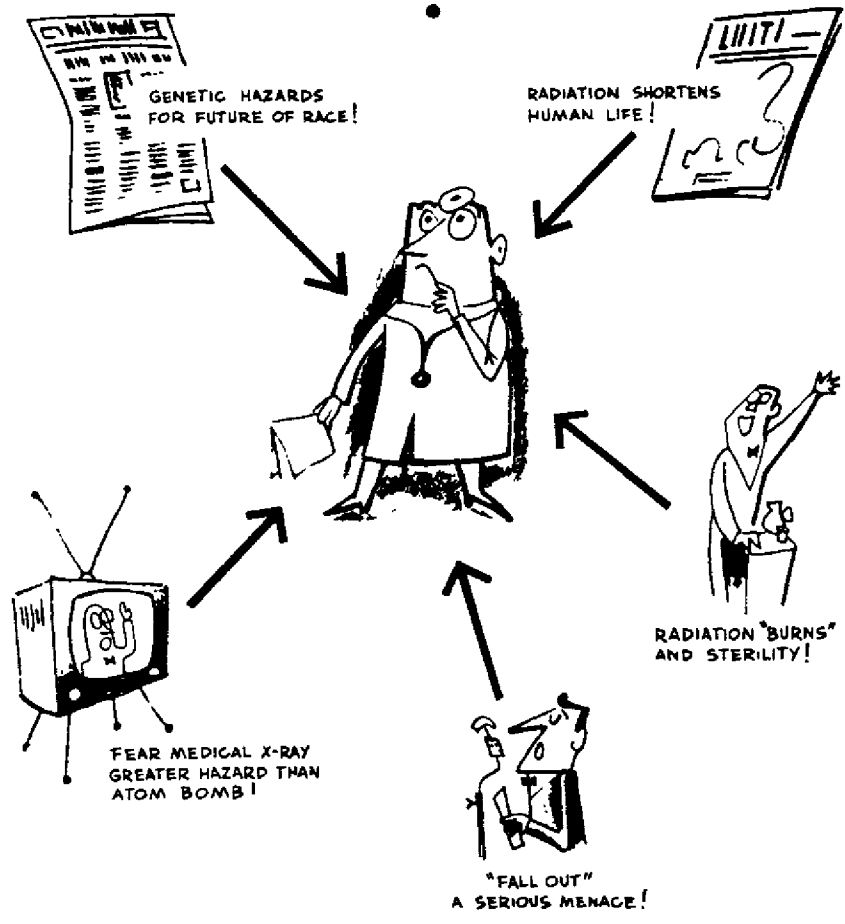 GENETIC HAZARDS
FOR FUTURE OF RACE!
RADIATION SHORTENS
HUMAN LIFE!
RADIATION "BURNS"
AND STERILITY!
FEAR MEDICAL X-RAY
GREATER HAZARD THAN
ATOM BOMB!
"FALL OUT"
A SERIOUS MENACE!